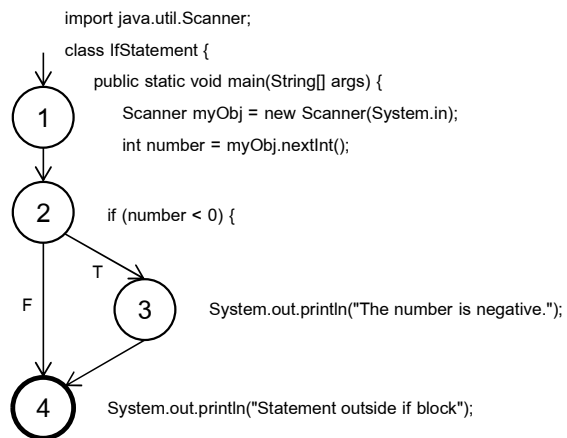 import java.util.Scanner;
class IfStatement {
public static void main(String[] args) {
1
Scanner myObj = new Scanner(System.in);
int number = myObj.nextInt();
2
if (number < 0) {
T
F
3
System.out.println("The number is negative.");
4
System.out.println("Statement outside if block");